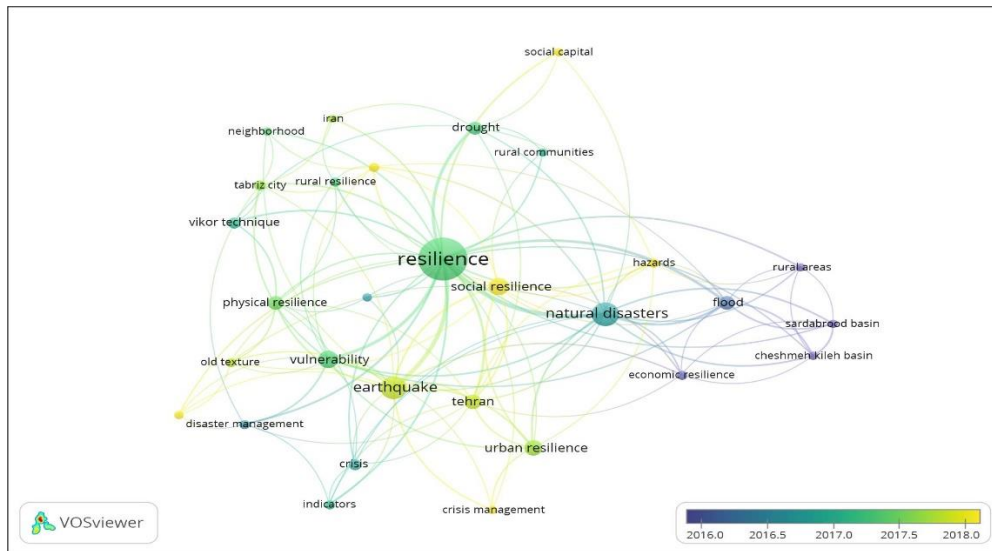 social capital
iran
drought
neighborhood
rural communities
tabriz city
rural resilience
vikor technique
resilience
hazards
rural areas
social resilience
physical resilience
flood
natural disasters
sardabrood basin
old texture
vulnerability
cheshmeh kileh basin
economic resilience
earthquake
tehran
disaster management
urban resilience
crisis
indicators
crisis management
VOSviewer
2016.0 2016.5 2017.0 2017.5 2018.0